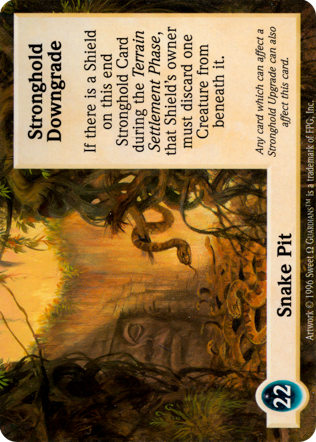 Stronghold
Downgrade
If there is a Shield
on this end
Stronghold Card
during the Terrain
Settlement Phase,
that Shield's owner
must discard one
Creature from
beneath it.
Any card which can affect a
Stronghold Upgrade can also
affect this card.
22
Snake Pit
Artwork © 1996 Sweet Ω GUARDIANS™ is a trademark of FPG, Inc.